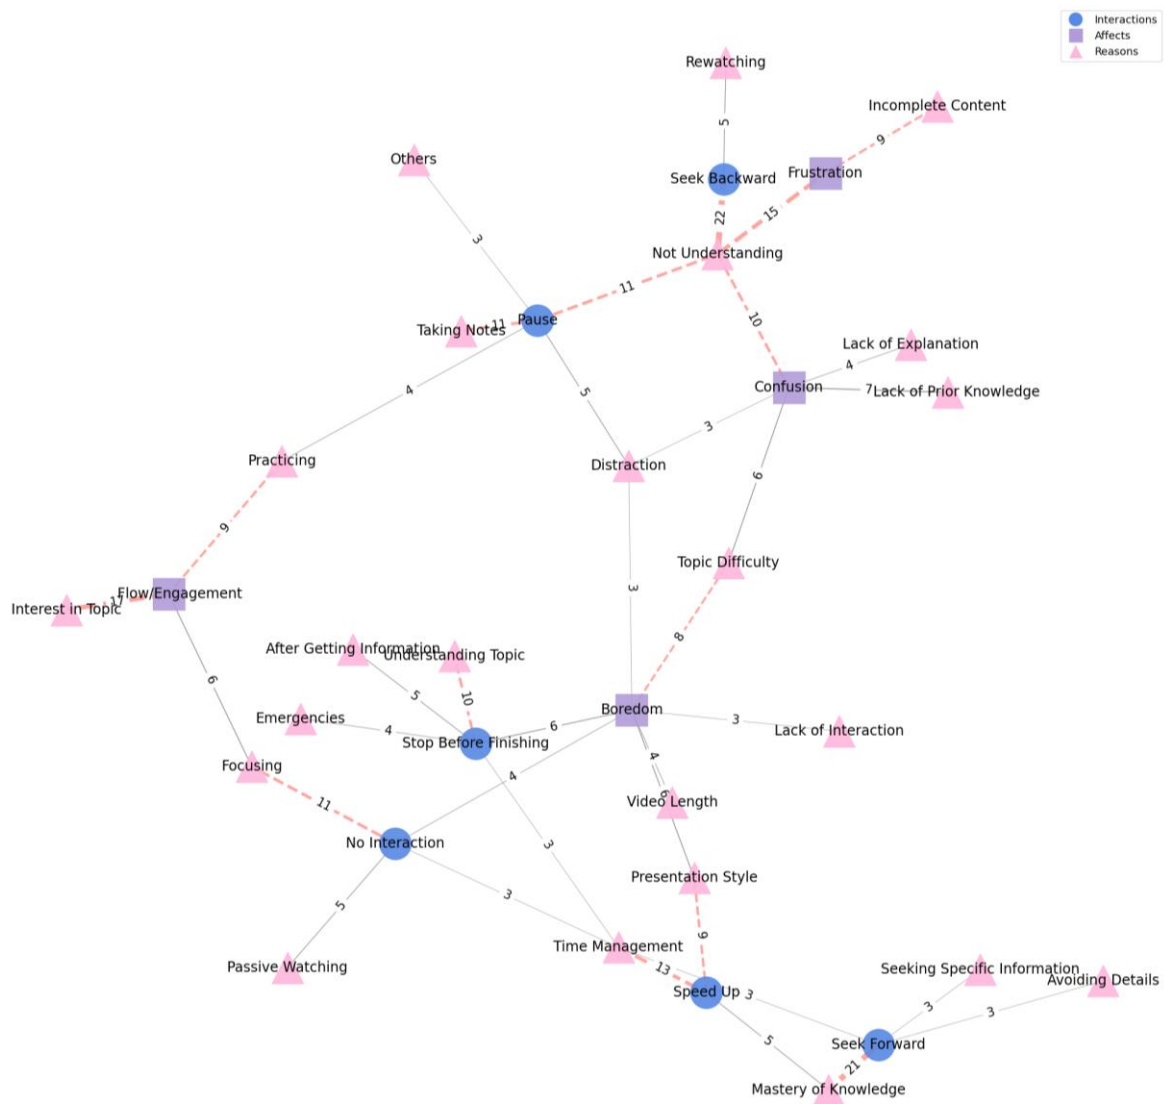 Interactions
Affects
Reasons
Rewatching
Incomplete Content
5
9
Others
Frustration
Seek Backward
22
15
3
Not Understanding
11
Pause
11
Taking Notes
10
Lack of Explanation
4
Confusion
7
Lack of Prior Knowledge
4
5
3
Practicing
Distraction
6
9
Topic Difficulty
3
Flow/Engagement
17
Interest in Topic
8
After Getting Information
Understanding Topic
6
5
10
Boredom
Emergencies
4
6
3
Lack of Interaction
Stop Before Finishing
4
Focusing
4
6
11
Video Length
No Interaction
3
Presentation Style
5
3
9
Time Management
Passive Watching
13
Seeking Specific Information
Avoiding Details
Speed Up
3
3
3
5
Seek Forward
21
Mastery of Knowledge